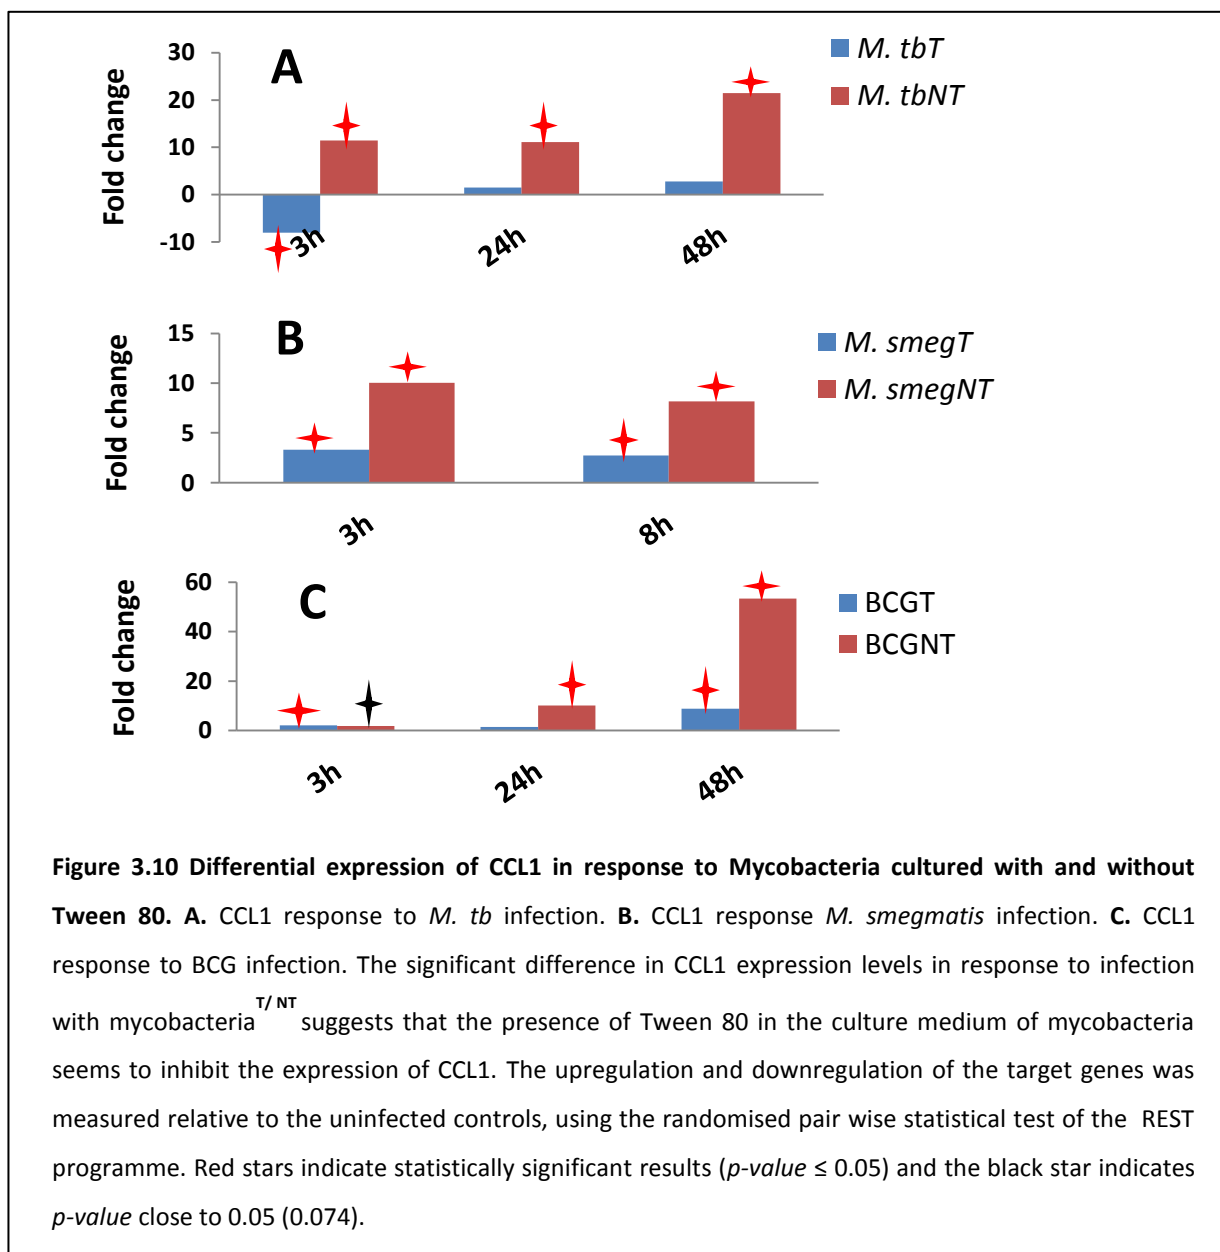 30
20
10
0
-10
Fold change
A
3h
24h
48h
M. tbT
M. tbNT
15
10
5
0
Fold change
B
3h
8h
M. smegT
M. smegNT
60
40
20
0
Fold change
C
3h
24h
48h
BCGT
BCGNT
Figure 3.10 Differential expression of CCL1 in response to Mycobacteria cultured with and without
Tween 80. A. CCL1 response to M. tb infection. B. CCL1 response M. smegmatis infection. C. CCL1
response to BCG infection. The significant difference in CCL1 expression levels in response to infection
with mycobacteria T/ NT suggests that the presence of Tween 80 in the culture medium of mycobacteria
seems to inhibit the expression of CCL1. The upregulation and downregulation of the target genes was
measured relative to the uninfected controls, using the randomised pair wise statistical test of the REST
programme. Red stars indicate statistically significant results (p-value ≤ 0.05) and the black star indicates
p-value close to 0.05 (0.074).